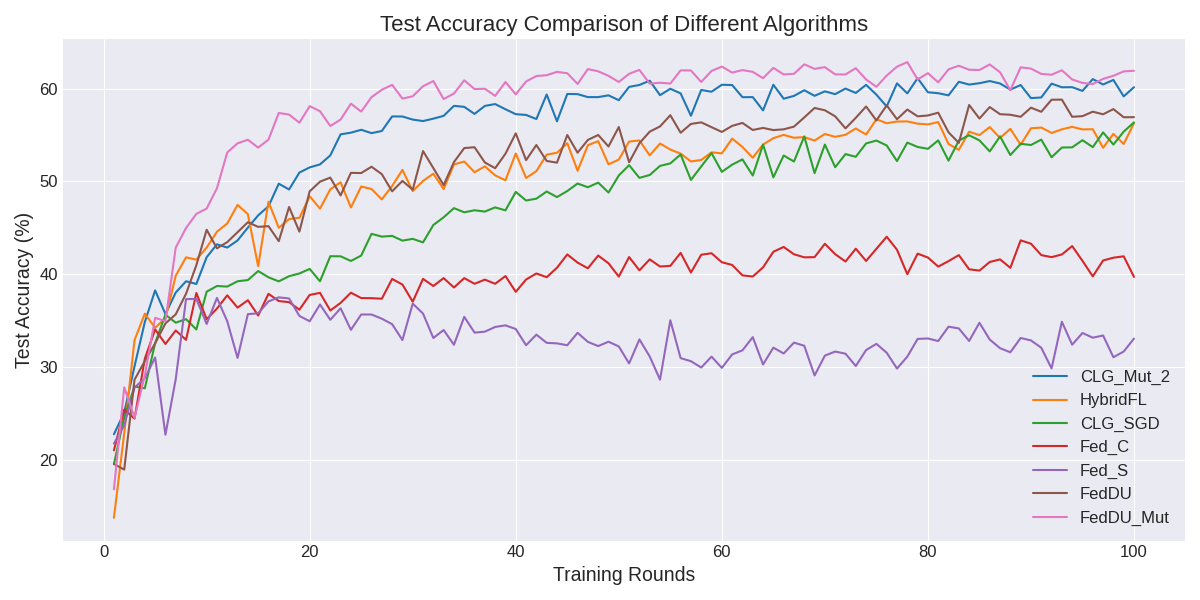 Test Accuracy Comparison of Different Algorithms
Test Accuracy (%)
60
50
40
30
20
0 20 40 60 80 100
Training Rounds
CLG_Mut_2
HybridFL
CLG_SGD
Fed_C
Fed_S
FedDU
FedDU_Mut